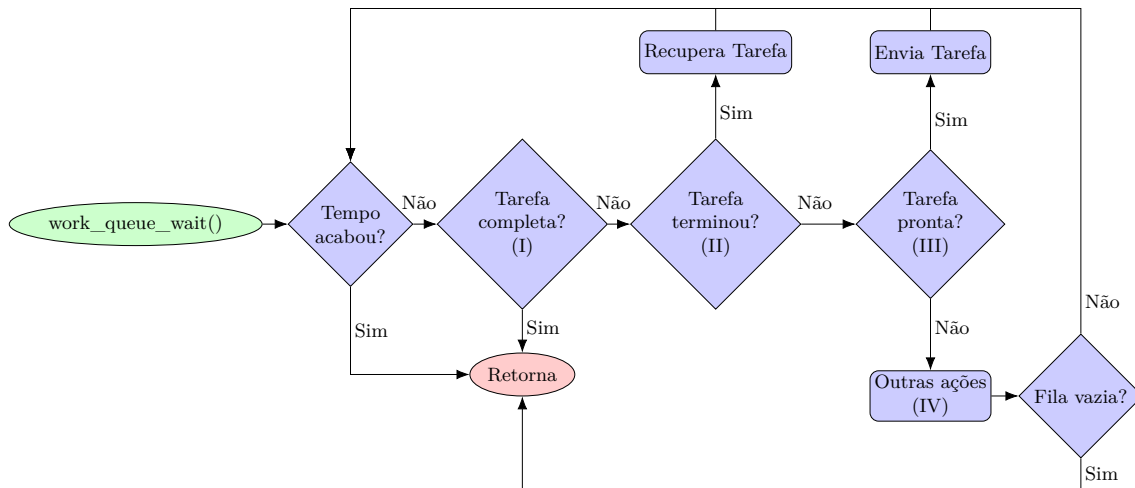 Recupera Tarefa
Envia Tarefa
Sim
Sim
work_queue_wait()
Tempo
acabou?
Não
Tarefa
completa?
(I)
Não
Tarefa
terminou?
(II)
Não
Tarefa
pronta?
(III)
Sim
Sim
Não
Não
Retorna
Outras ações
(IV)
Fila vazia?
Sim